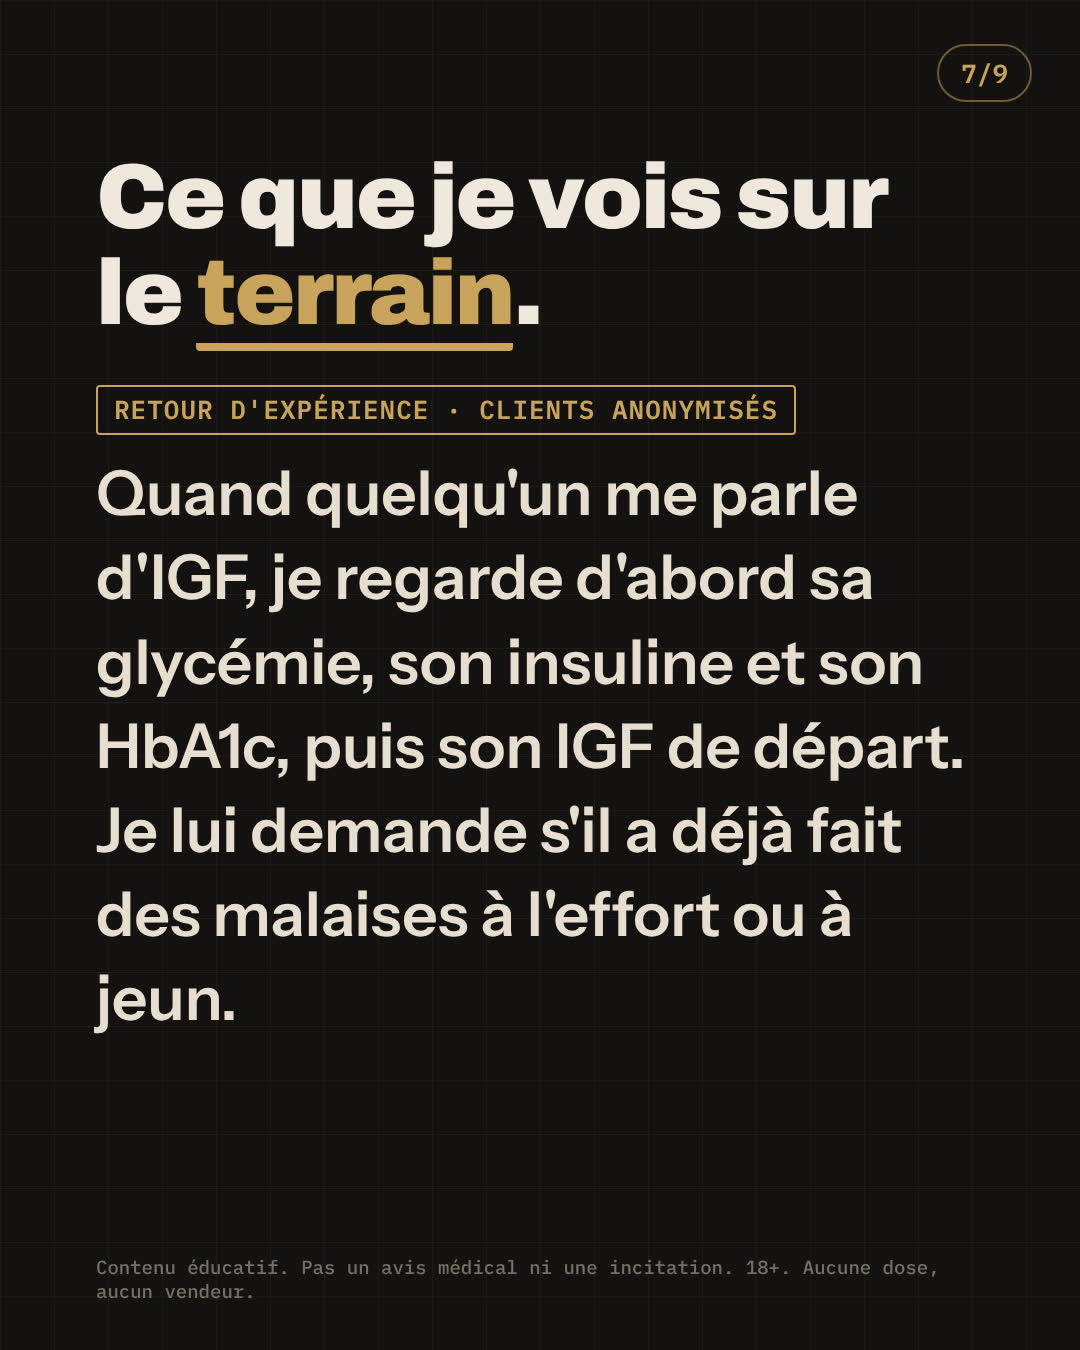 7/9
Ce que je vois sur
le terrain.
RETOUR D'EXPÉRIENCE · CLIENTS ANONYMISÉS
Quand quelqu'un me parle
d'IGF, je regarde d'abord sa
glycémie, son insuline et son
HbA1c, puis son IGF de départ.
Je lui demande s'il a déjà fait
des malaises à l'effort ou à
jeun.
Contenu éducatif. Pas un avis médical ni une incitation. 18+. Aucune dose,
aucun vendeur.